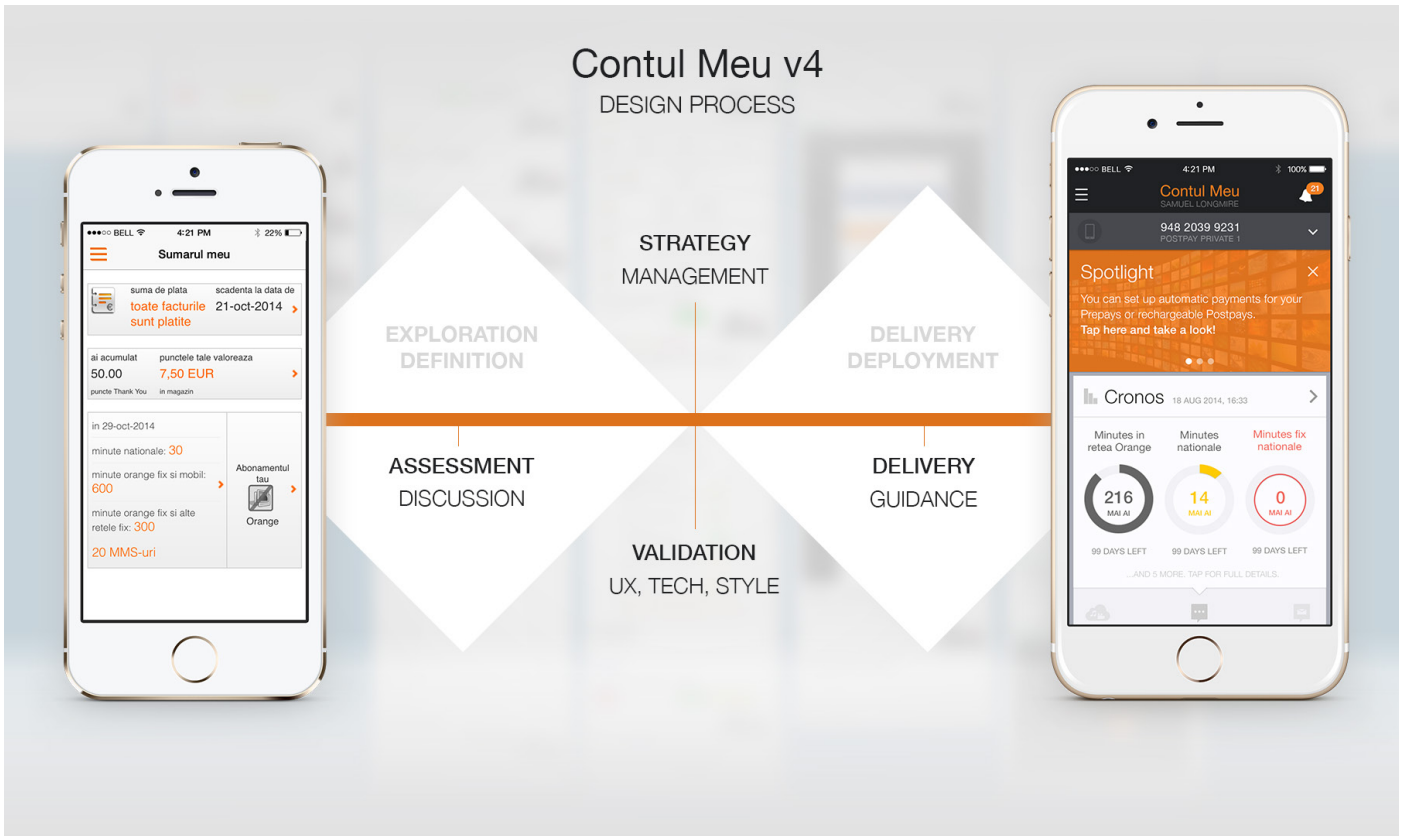 Contul Meu v4
DESIGN PROCESS
BELL 4:21 PM 22%
Sumarul meu
suma de plata scadenta la data de
toate facturile 21-oct-2014
sunt platite
ai acumulat punctele tale valoreaza
50.00 7,50 EUR
puncte Thank You in magazin
in 29-oct-2014
minute nationale: 30
minute orange fix si mobil:
600
minute orange fix si alte
retele fix: 300
20 MMS-uri
Abonamentul
tau
Orange
EXPLORATION
DEFINITION
STRATEGY
MANAGEMENT
DELIVERY
DEPLOYMENT
ASSESSMENT
DISCUSSION
VALIDATION
UX, TECH, STYLE
DELIVERY
GUIDANCE
BELL 4:21 PM 100%
Contul Meu
SAMUEL LONGMIRE
21
948 2039 9231
POSTPAY PRIVATE 1
Spotlight
You can set up automatic payments for your
Prepays or rechargeable Postpays.
Tap here and take a look!
Cronos 18 AUG 2014, 16:33
Minutes in Minutes Minutes fix
retea Orange nationale nationale
216 14 0
MAI AI MAI AI MAI AI
99 DAYS LEFT 99 DAYS LEFT 99 DAYS LEFT
...AND 5 MORE. TAP FOR FULL DETAILS.